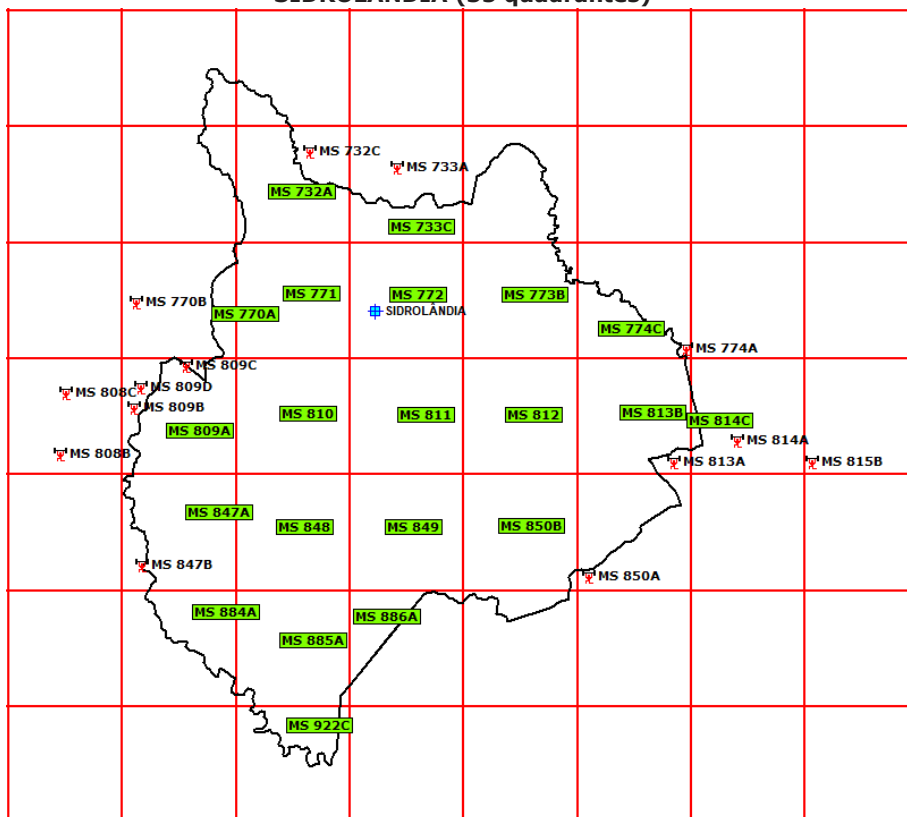 SIDROLÂNDIA (35 quadrantes)
MS 732C
MS 733A
MS 732A
MS 733C
MS 771
MS 772
MS 773B
MS 770B
MS 770A
SIDROLÂNDIA
MS 774C
MS 774A
MS 809C
MS 808C
MS 809D
MS 809B
MS 810
MS 811
MS 812
MS 813B
MS 814C
MS 809A
MS 814A
MS 808B
MS 813A
MS 815B
MS 847A
MS 848
MS 849
MS 850B
MS 847B
MS 850A
MS 884A
MS 886A
MS 885A
MS 922C